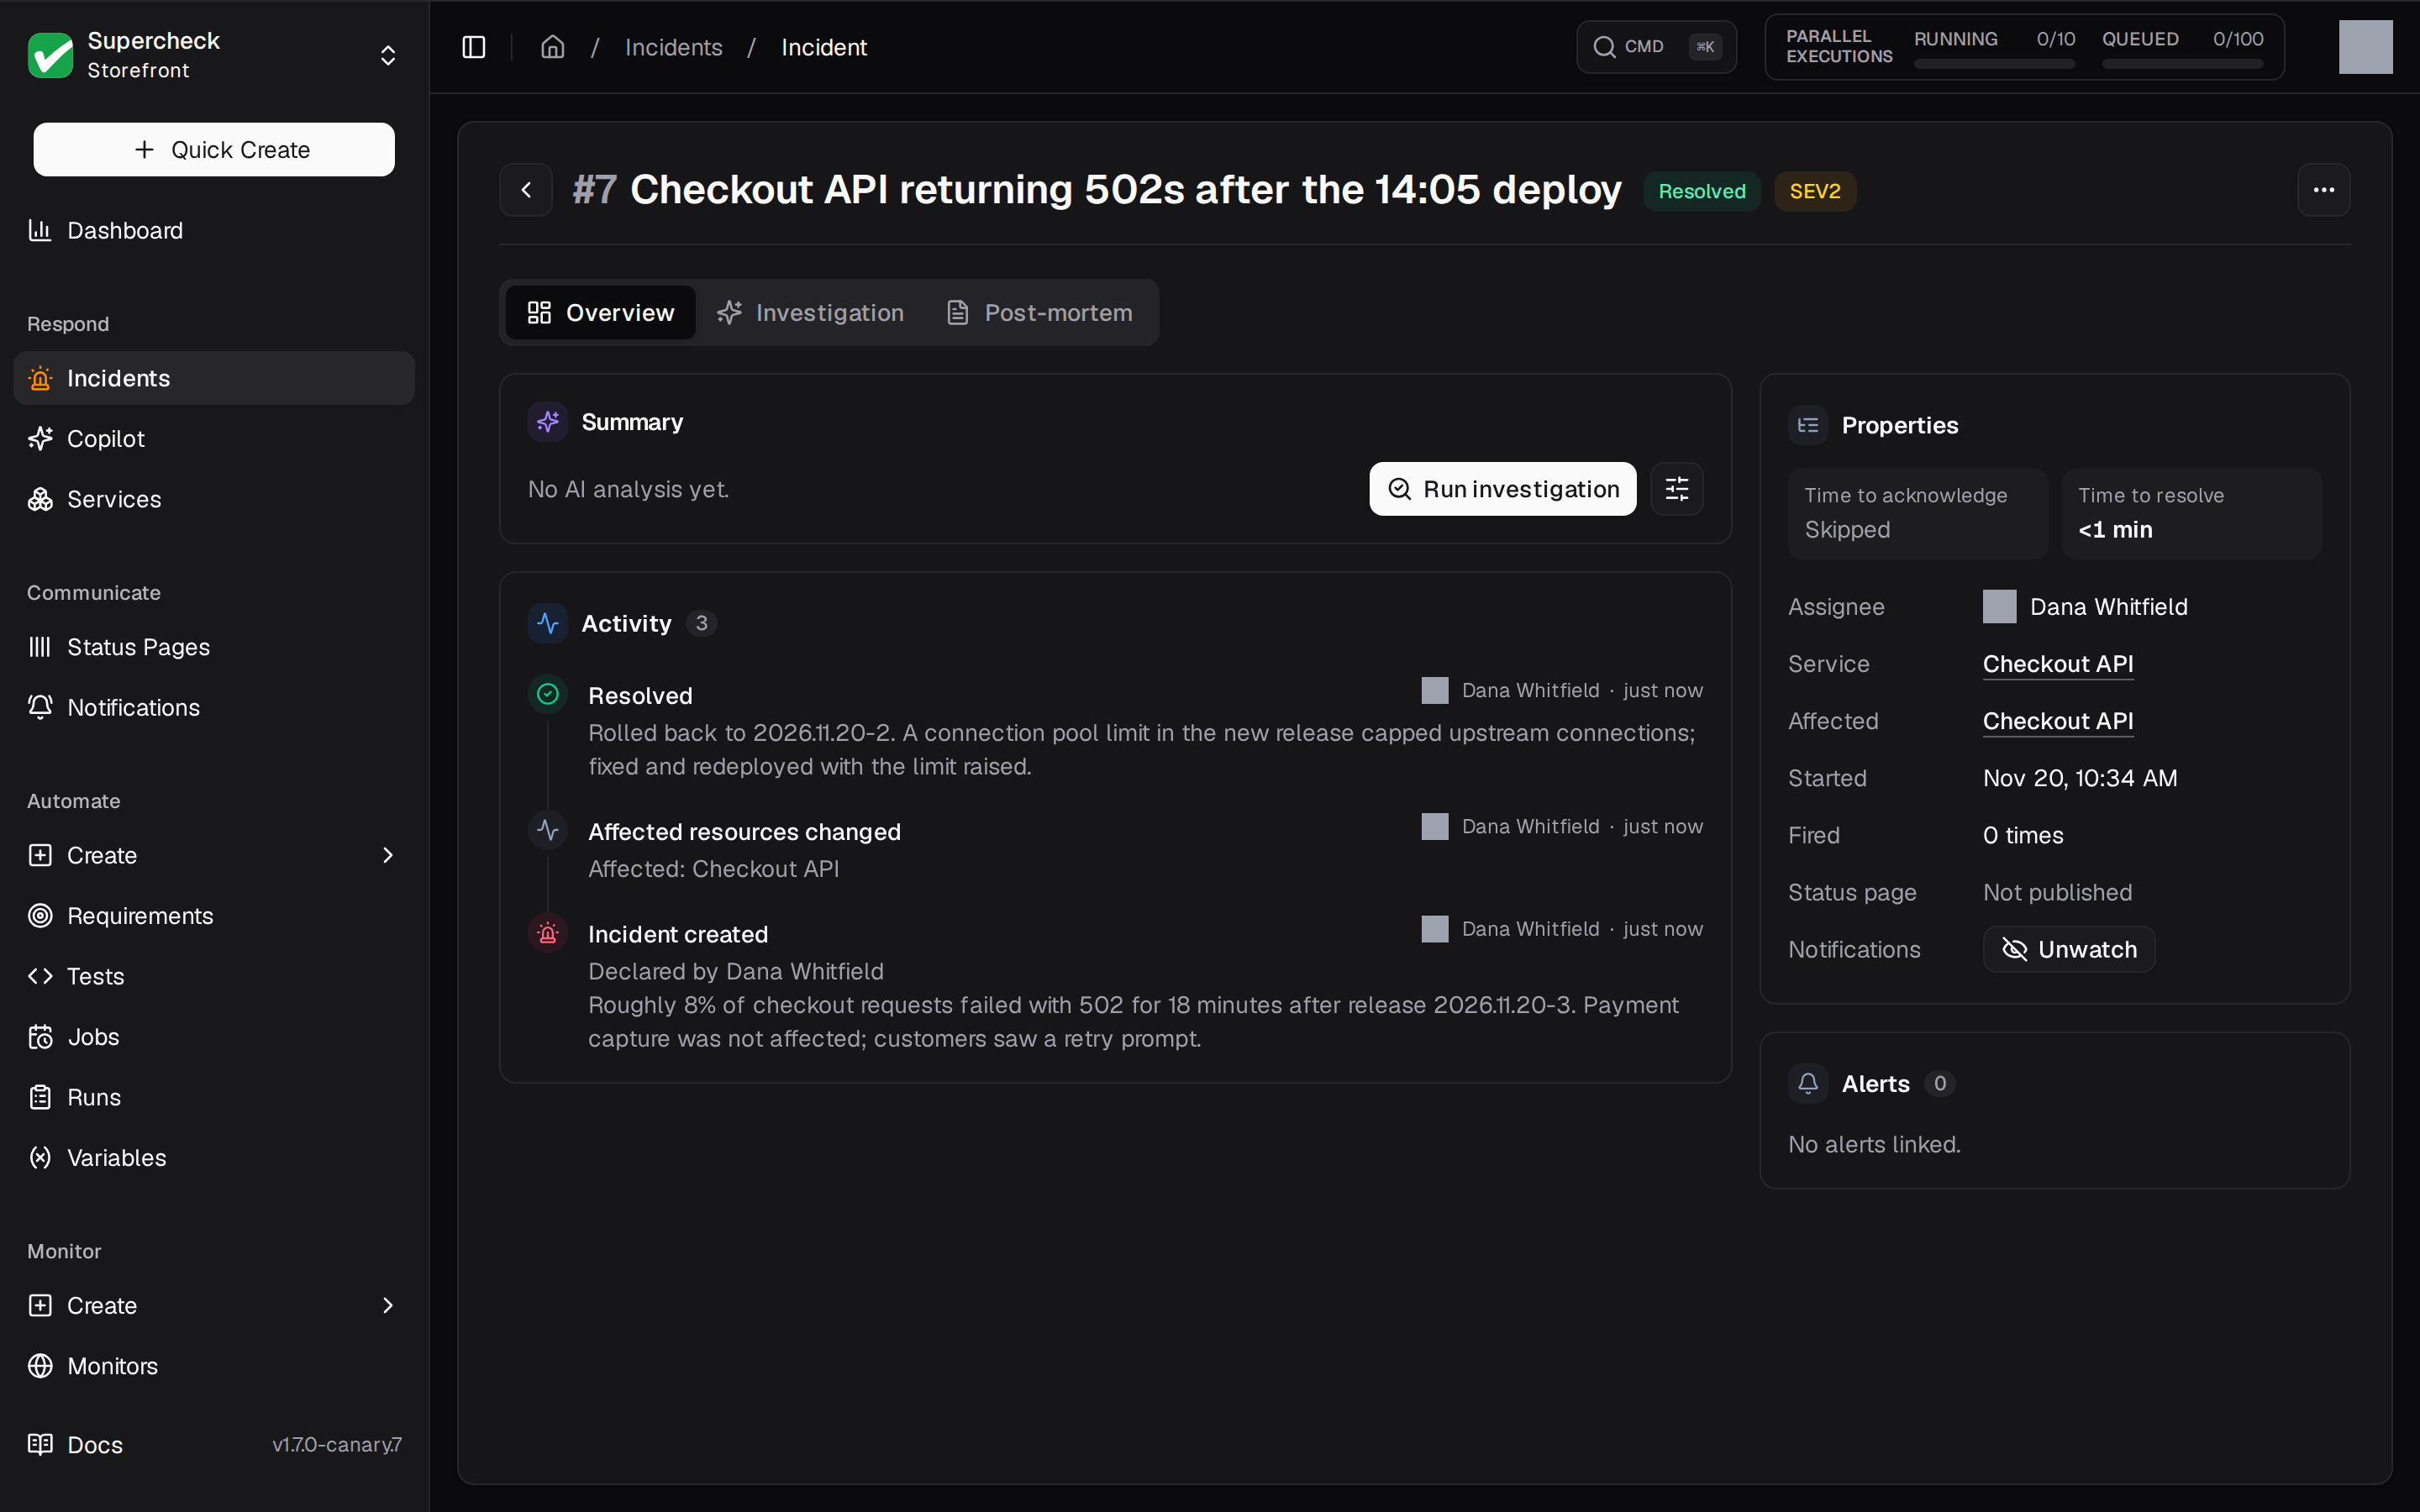 Supercheck
Storefront
Quick Create
Dashboard
Respond
Incidents
Copilot
Services
Communicate
Status Pages
Notifications
Automate
Create
Requirements
Tests
Jobs
Runs
Variables
Monitor
Create
Monitors
Docs
v1.7.0-canary.7
/ Incidents / Incident
CMD ⌘K
PARALLEL
EXECUTIONS
RUNNING 0/10
QUEUED 0/100
#7 Checkout API returning 502s after the 14:05 deploy
Resolved
SEV2
Overview
Investigation
Post-mortem
Summary
No AI analysis yet.
Run investigation
Activity 3
Resolved
Dana Whitfield · just now
Rolled back to 2026.11.20-2. A connection pool limit in the new release capped upstream connections;
fixed and redeployed with the limit raised.
Affected resources changed
Dana Whitfield · just now
Affected: Checkout API
Incident created
Dana Whitfield · just now
Declared by Dana Whitfield
Roughly 8% of checkout requests failed with 502 for 18 minutes after release 2026.11.20-3. Payment
capture was not affected; customers saw a retry prompt.
Properties
Time to acknowledge
Skipped
Time to resolve
<1 min
Assignee Dana Whitfield
Service Checkout API
Affected Checkout API
Started Nov 20, 10:34 AM
Fired 0 times
Status page Not published
Notifications Unwatch
Alerts 0
No alerts linked.